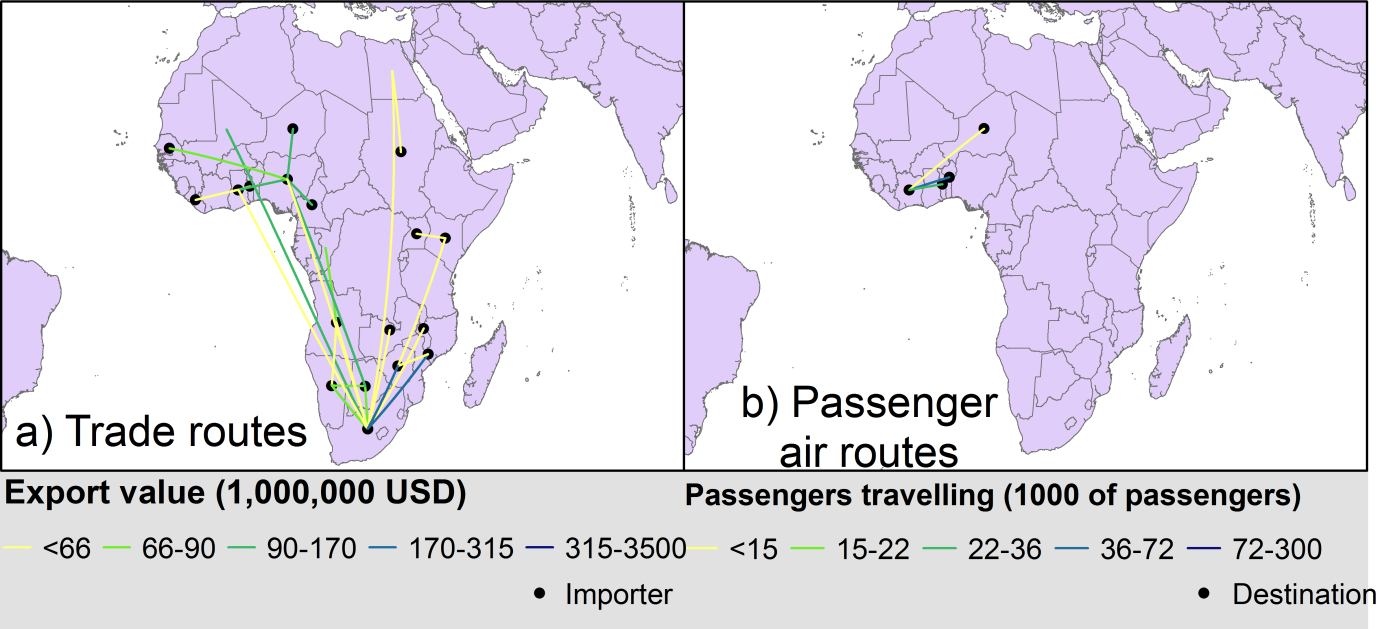 a) Trade routes
b) Passenger
air routes
Export value (1,000,000 USD)
<66 66-90 90-170 170-315 315-3500
Importer
Passengers travelling (1000 of passengers)
<15 15-22 22-36 36-72 72-300
Destination